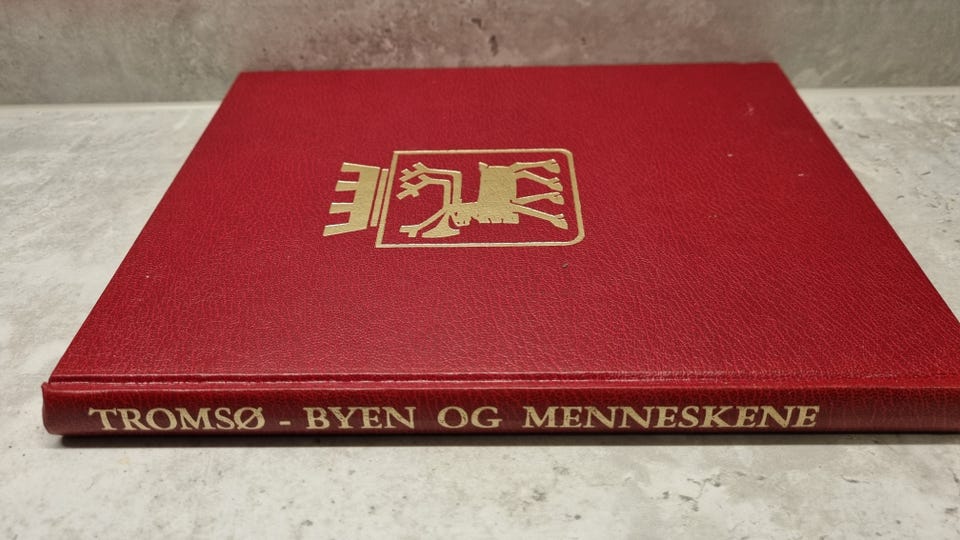 TROMSØ - BYEN OG MENNESKENE